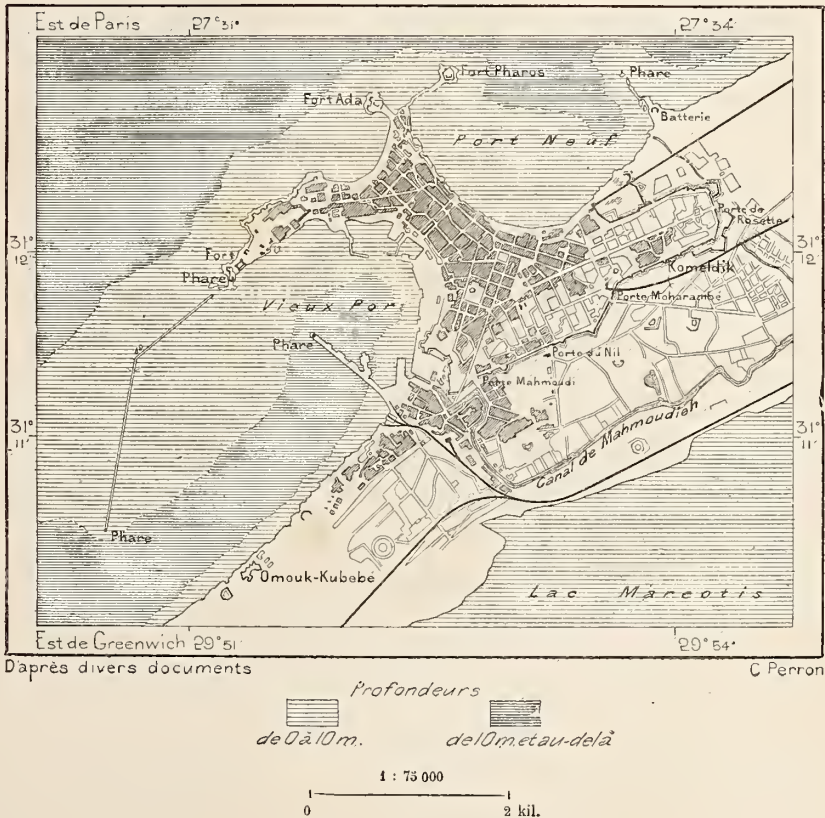 Est de Paris 27°31' 27°34'
Fort Pharos
Phare
Fort Ada
Batterie
Port Neuf
Porte de
Rosette
31°
12'
31°
12'
Fort
Komeldik
Phare
Porte Moharambé
Vieux Port
Phare
Porte du Nil
Porte Mahmoudi
31°
11'
31°
11'
Canal de Mahmoudieh
Phare
Omouk-Kubebé
Lac Mareotis
Est de Greenwich 29°51' 29°54'
D'après divers documents C Perron
Profondeurs
de 0 à 10 m. de 10 m. et au-delà
1 : 75 000
0 2 kil.